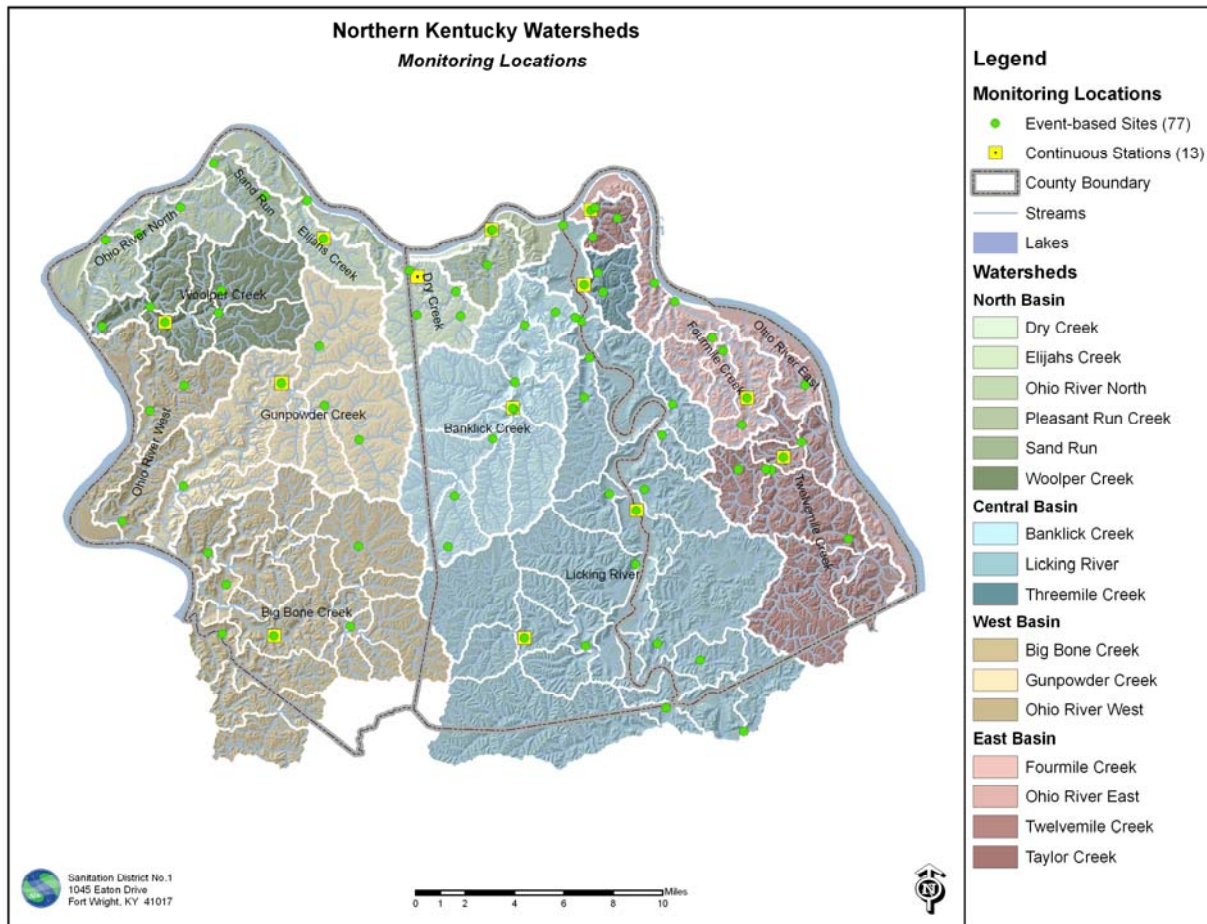 Northern Kentucky Watersheds
Monitoring Locations
Sand Run
Ohio River North
Elijahs Creek
Woolper Creek
Dry Creek
Ohio River East
Fourmile Creek
Gunpowder Creek
Banklick Creek
Ohio River West
Twelvemile Creek
Licking River
Big Bone Creek
Sanitation District No.1
1045 Eaton Drive
Fort Wright, KY 41017
Miles
0 1 2 4 6 8 10
N
Legend
Monitoring Locations
Event-based Sites (77)
Continuous Stations (13)
County Boundary
Streams
Lakes
Watersheds
North Basin
Dry Creek
Elijahs Creek
Ohio River North
Pleasant Run Creek
Sand Run
Woolper Creek
Central Basin
Banklick Creek
Licking River
Threemile Creek
West Basin
Big Bone Creek
Gunpowder Creek
Ohio River West
East Basin
Fourmile Creek
Ohio River East
Twelvemile Creek
Taylor Creek